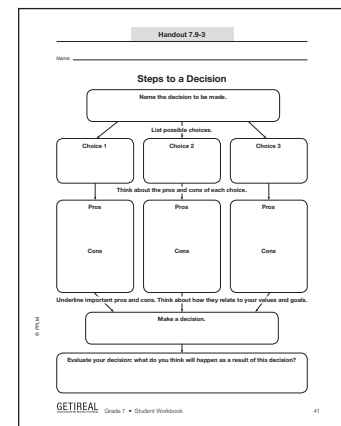 Handout 7.9-3
Name
Steps to a Decision
Name the decision to be made.
List possible choices.
Choice 1 Choice 2 Choice 3
Think about the pros and cons of each choice.
Pros Pros Pros
Cons Cons Cons
Underline important pros and cons. Think about how they relate to your values and goals.
Make a decision.
Evaluate your decision: what do you think will happen as a result of this decision?
© PPLM
GETIREAL Grade 7 • Student Workbook 41